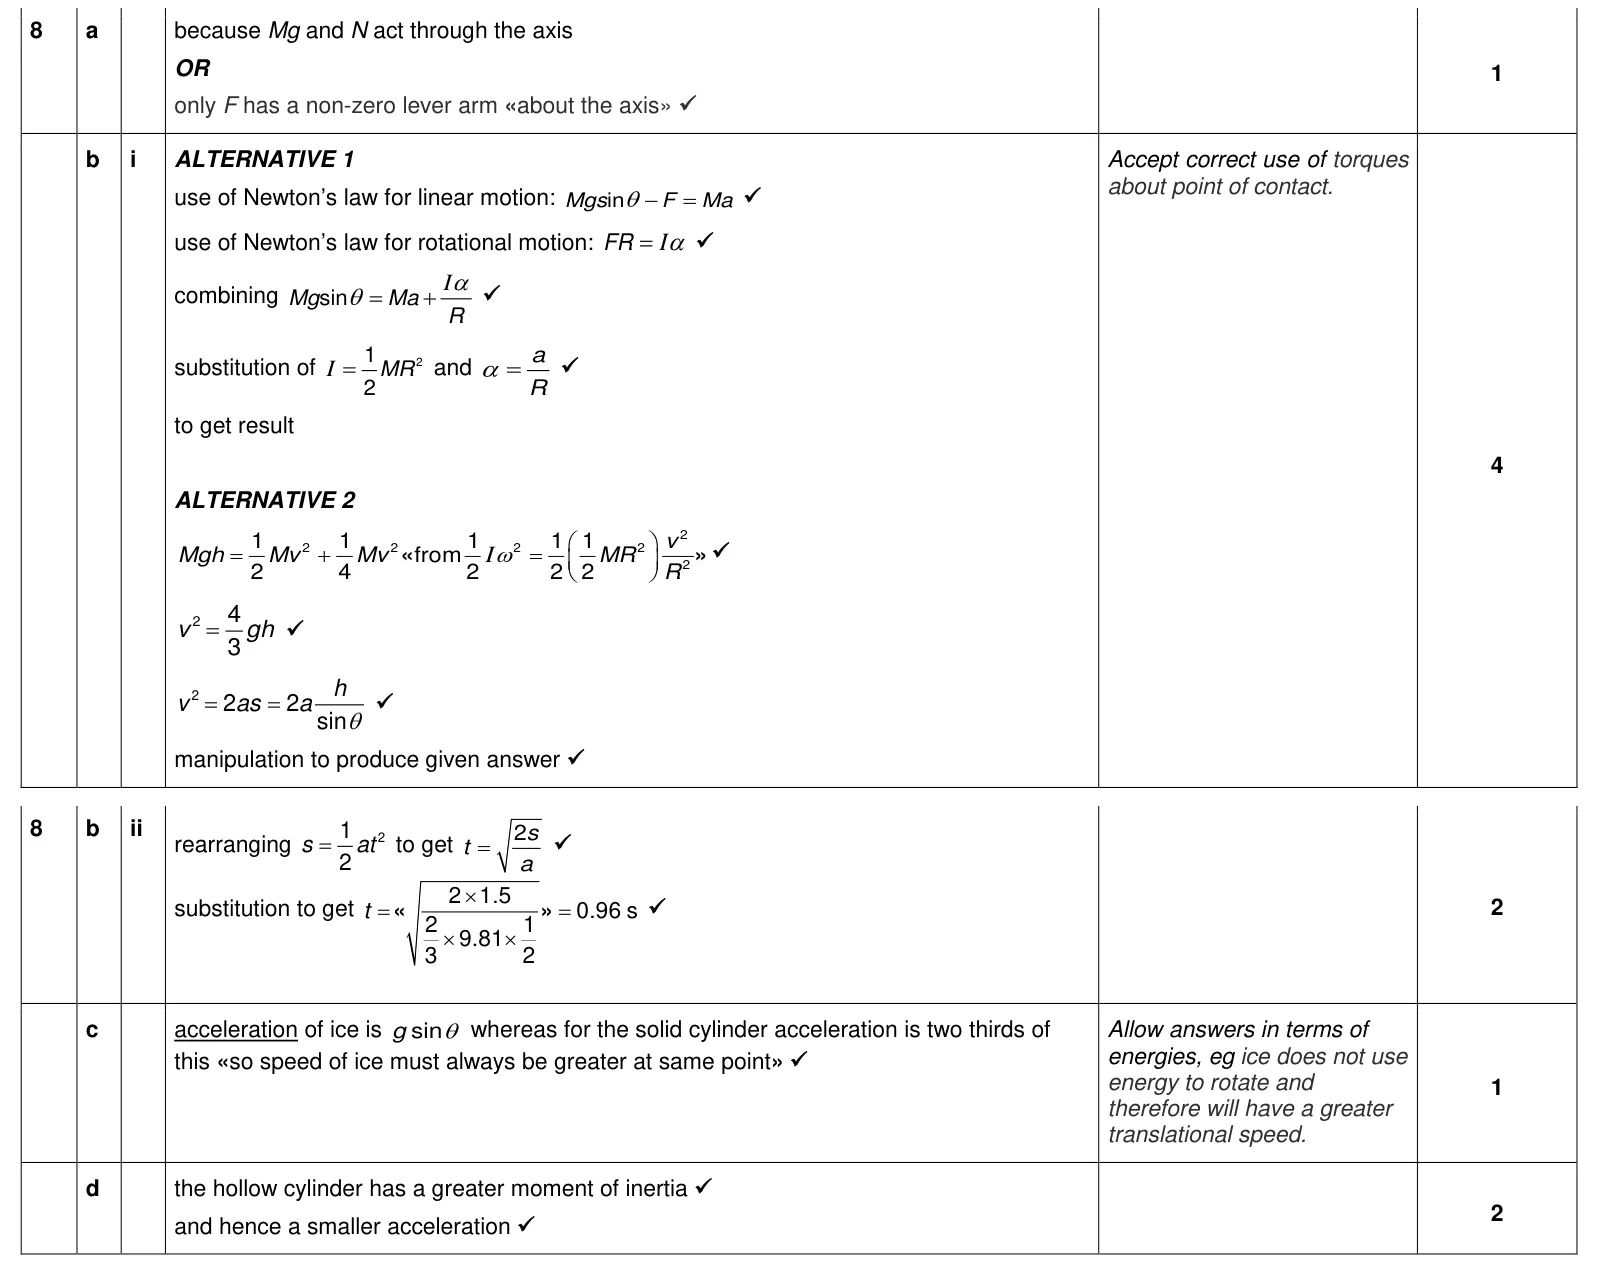 8 a because Mg and N act through the axis
OR
only F has a non-zero lever arm «about the axis» ✓
1
b i ALTERNATIVE 1
use of Newton’s law for linear motion: Mgsinθ − F = Ma ✓
use of Newton’s law for rotational motion: FR = Iα ✓
combining Mgsinθ = Ma + Iα/R ✓
substitution of I = 1/2 MR² and α = a/R ✓
to get result
ALTERNATIVE 2
Mgh = 1/2 Mv² + 1/4 Mv² «from 1/2 Iω² = 1/2 (1/2 MR²) v²/R²» ✓
v² = 4/3 gh ✓
v² = 2as = 2a h/sinθ ✓
manipulation to produce given answer ✓
Accept correct use of torques
about point of contact.
4
8 b ii rearranging s = 1/2 at² to get t = √(2s/a) ✓
substitution to get t = «√((2×1.5)/(2/3 × 9.81 × 1/2))» = 0.96 s ✓
2
c acceleration of ice is g sinθ whereas for the solid cylinder acceleration is two thirds of
this «so speed of ice must always be greater at same point» ✓
Allow answers in terms of
energies, eg ice does not use
energy to rotate and
therefore will have a greater
translational speed.
1
d the hollow cylinder has a greater moment of inertia ✓
and hence a smaller acceleration ✓
2